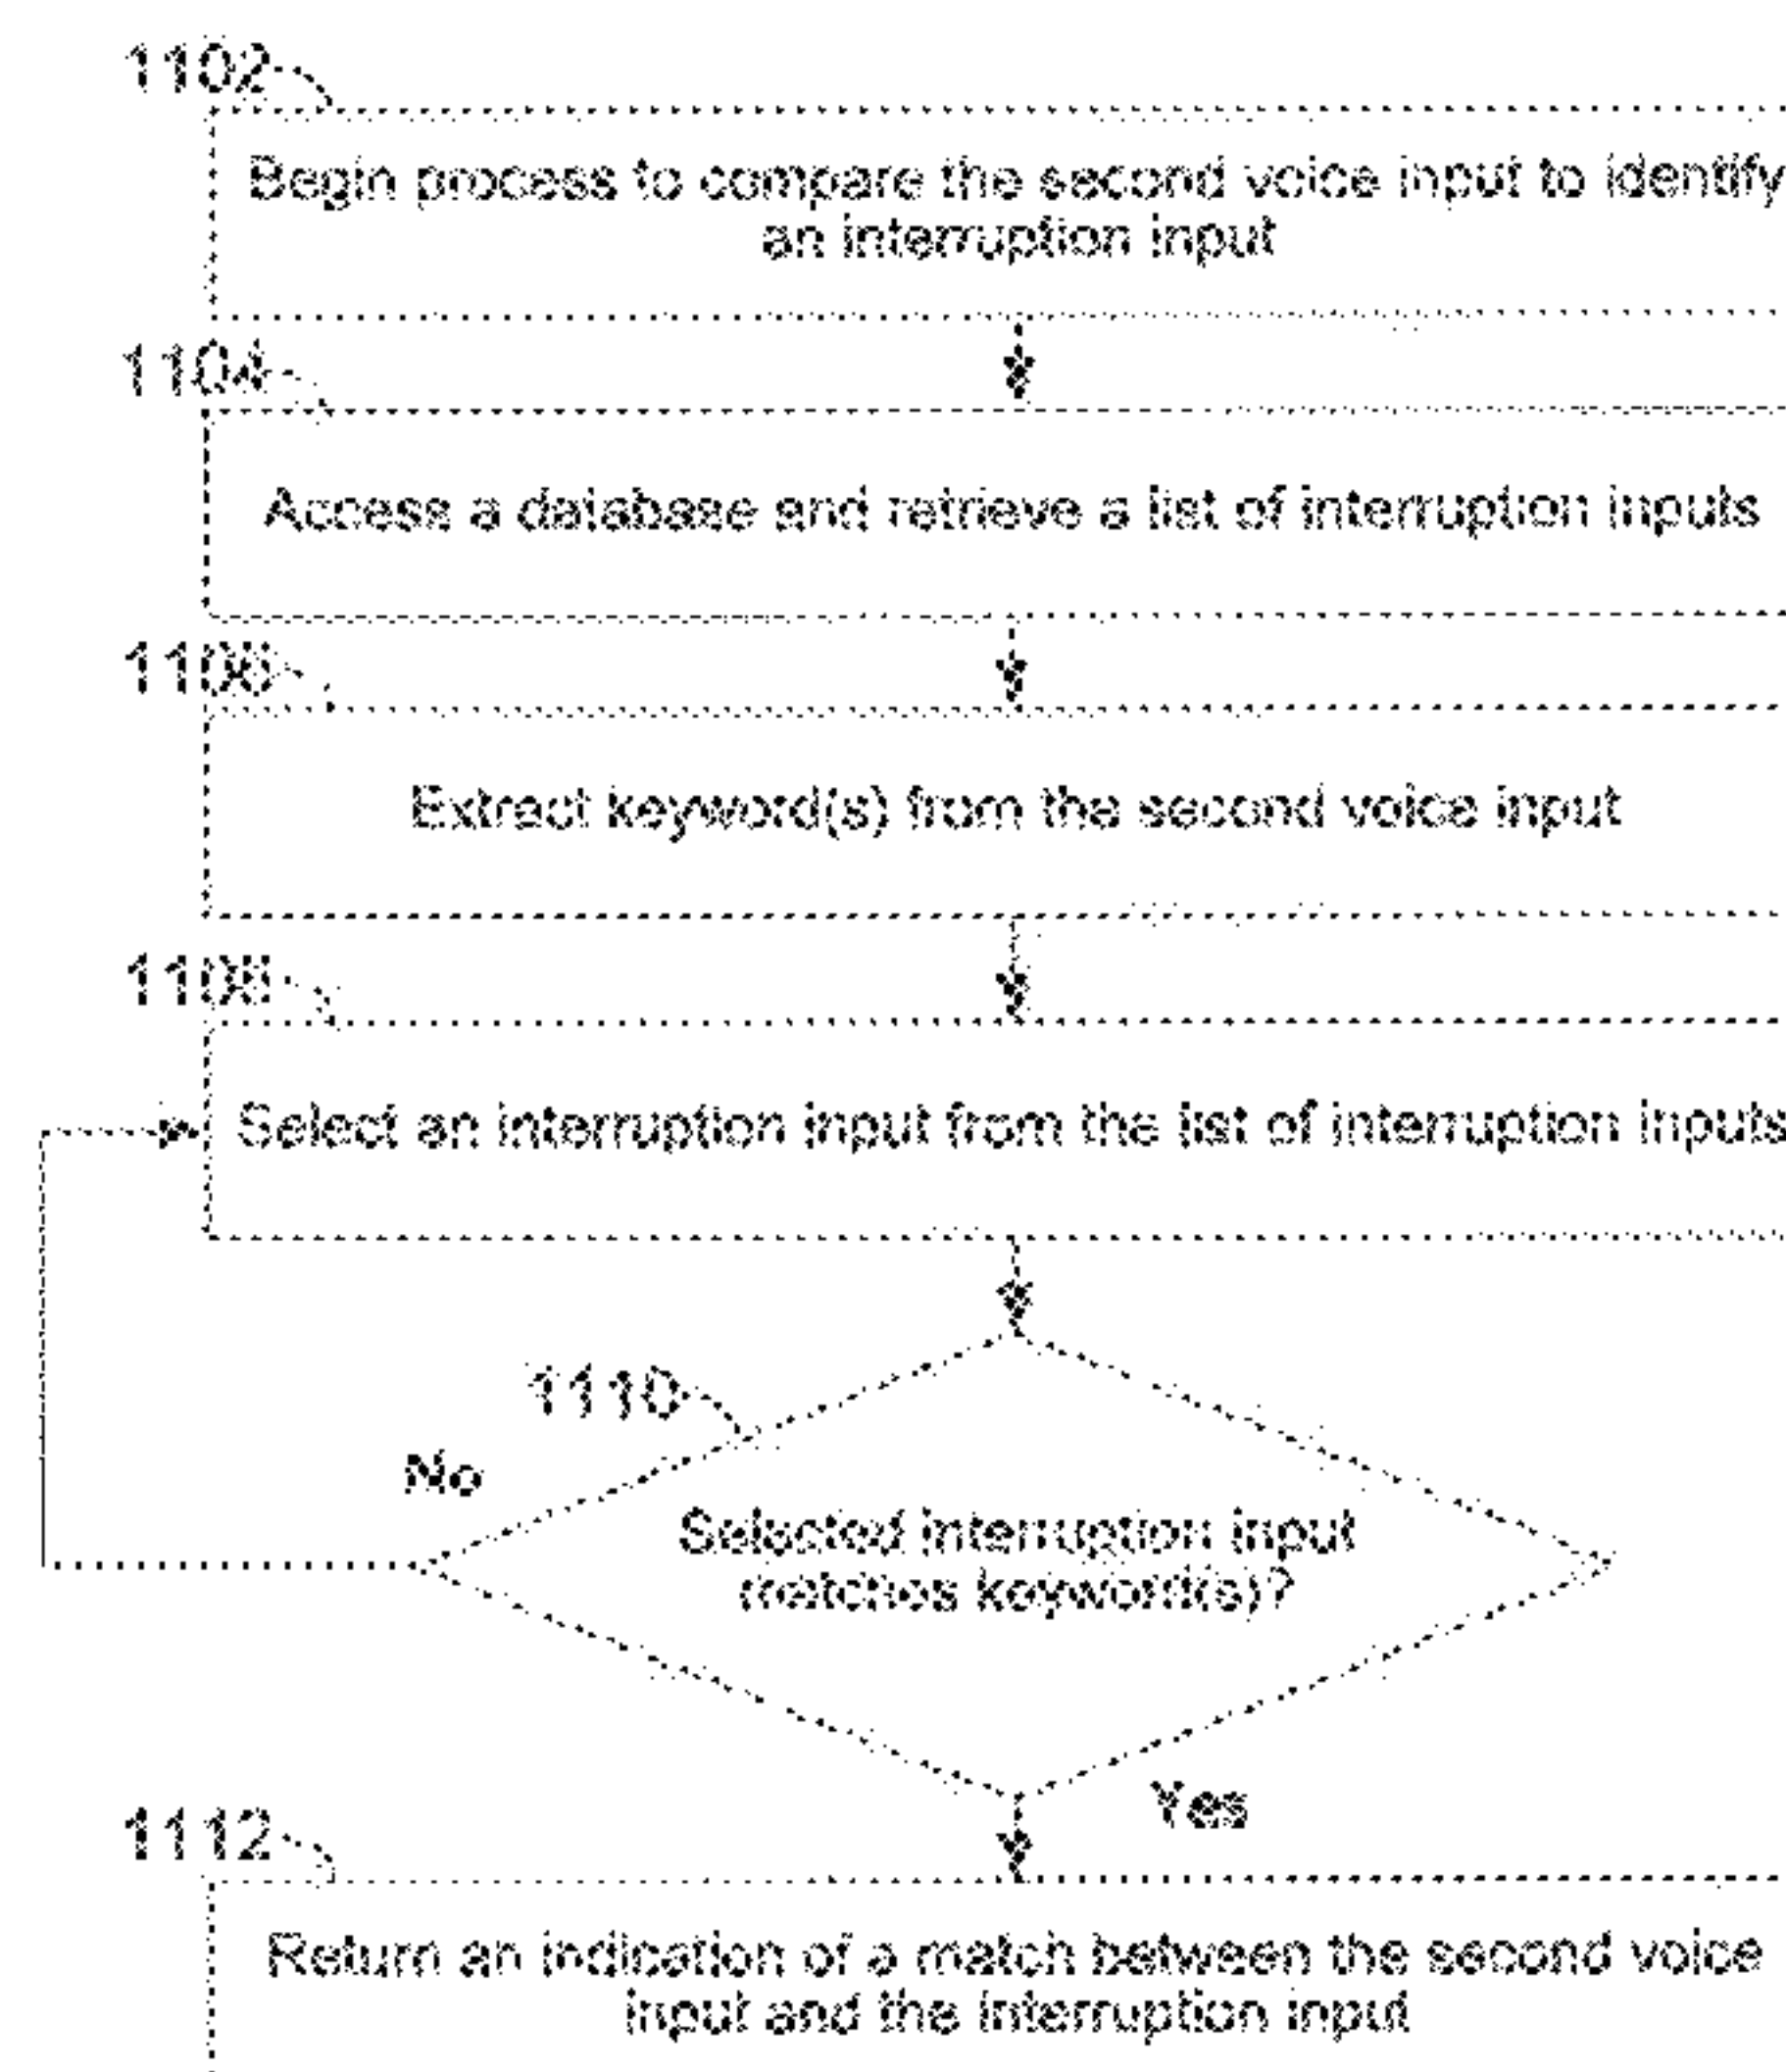 1102
Begin process to compare the second voice input to identify
an interruption input
1104
Access a database and retrieve a list of interruption inputs
1106
Extract keyword(s) from the second voice input
1108
Select an interruption input from the list of interruption inputs
1110
No
Selected interruption input
matches keyword(s)?
Yes
1112
Return an indication of a match between the second voice
input and the interruption input